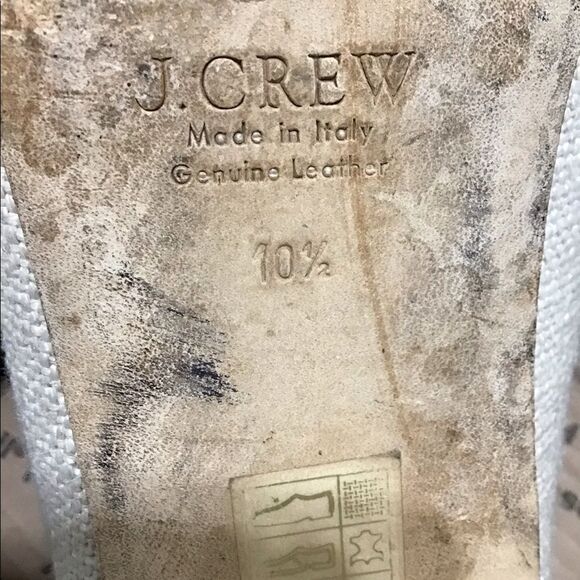 J.CREW
Made in Italy
Genuine Leather
10½